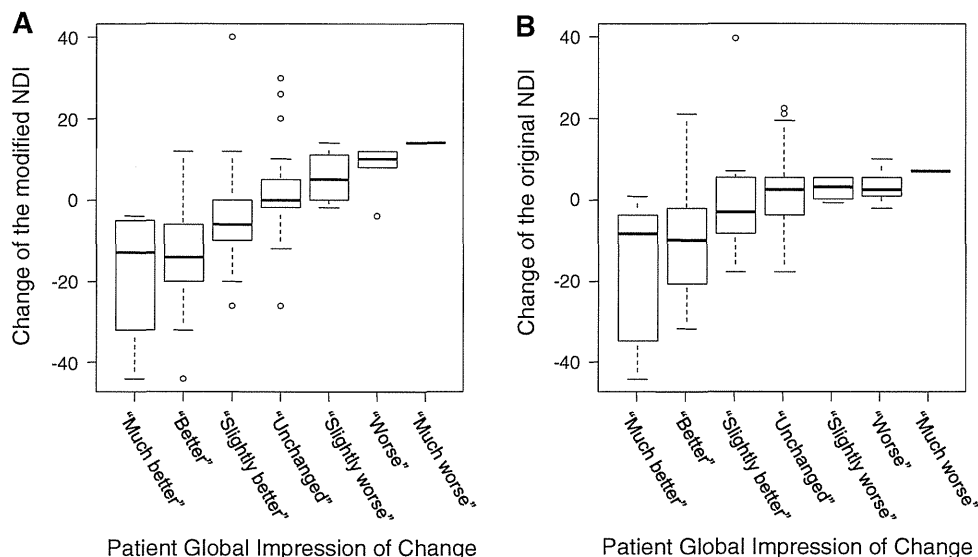 A
Change of the modified NDI
40
20
0
-20
-40
“Much better”
“Better”
“Slightly better”
“Unchanged”
“Slightly worse”
“Worse”
“Much worse”
Patient Global Impression of Change
B
Change of the original NDI
40
20
0
-20
-40
“Much better”
“Better”
“Slightly better”
“Unchanged”
“Slightly worse”
“Worse”
“Much worse”
Patient Global Impression of Change